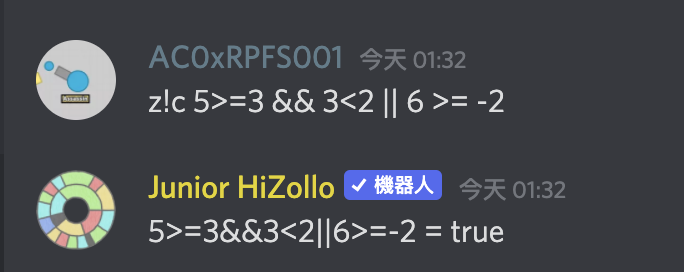 AC0xRPFS001 今天 01:32
z!c 5>=3 && 3<2 || 6 >= -2
Junior HiZollo ✓ 機器人 今天 01:32
5>=3&&3<2||6>=-2 = true